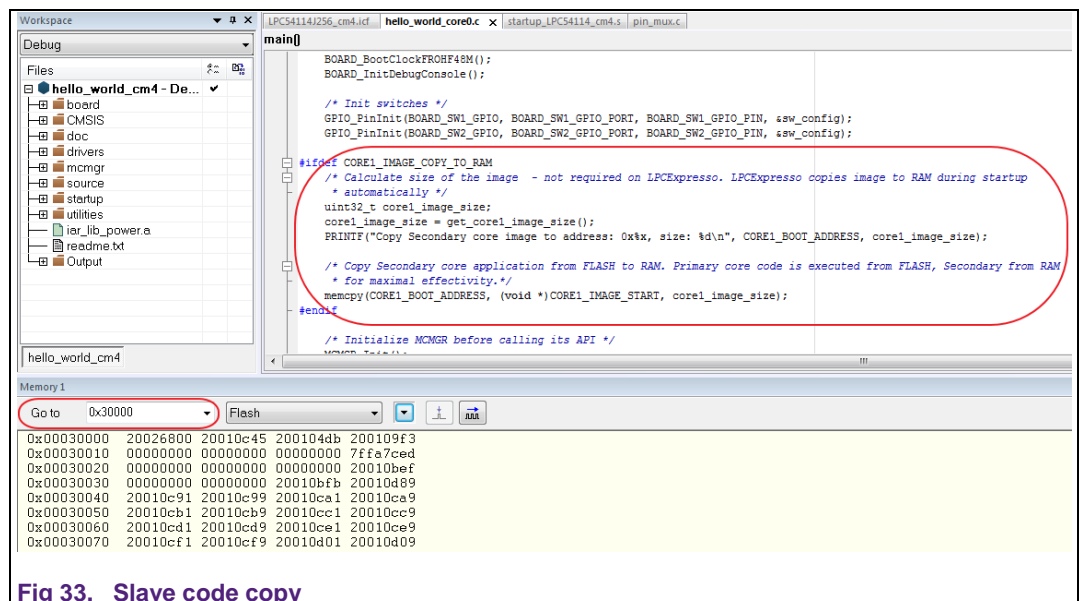 Workspace
Debug
Files
hello_world_cm4 - De...
board
CMSIS
doc
drivers
mcmgr
source
startup
utilities
iar_lib_power.a
readme.txt
Output
hello_world_cm4
LPC54114J256_cm4.icf hello_world_core0.c x startup_LPC54114_cm4.s pin_mux.c
main()
BOARD_BootClockFROHF48M();
BOARD_InitDebugConsole();
/* Init switches */
GPIO_PinInit(BOARD_SW1_GPIO, BOARD_SW1_GPIO_PORT, BOARD_SW1_GPIO_PIN, &sw_config);
GPIO_PinInit(BOARD_SW2_GPIO, BOARD_SW2_GPIO_PORT, BOARD_SW2_GPIO_PIN, &sw_config);
#ifdef CORE1_IMAGE_COPY_TO_RAM
/* Calculate size of the image - not required on LPCExpresso. LPCExpresso copies image to RAM during startup
* automatically */
uint32_t core1_image_size;
core1_image_size = get_core1_image_size();
PRINTF("Copy Secondary core image to address: 0x%x, size: %d\n", CORE1_BOOT_ADDRESS, core1_image_size);
/* Copy Secondary core application from FLASH to RAM. Primary core code is executed from FLASH, Secondary from RAM
* for maximal effectivity.*/
memcpy(CORE1_BOOT_ADDRESS, (void *)CORE1_IMAGE_START, core1_image_size);
#endif
/* Initialize MCMGR before calling its API */
MCMGR_Init();
Memory 1
Go to 0x30000 Flash
0x00030000 20026800 20010c45 200104db 200109f3
0x00030010 00000000 00000000 00000000 7ffa7ced
0x00030020 00000000 00000000 00000000 20010bef
0x00030030 00000000 00000000 20010bfb 20010d89
0x00030040 20010c91 20010c99 20010ca1 20010ca9
0x00030050 20010cb1 20010cb9 20010cc1 20010cc9
0x00030060 20010cd1 20010cd9 20010ce1 20010ce9
0x00030070 20010cf1 20010cf9 20010d01 20010d09
Fig 33. Slave code copy